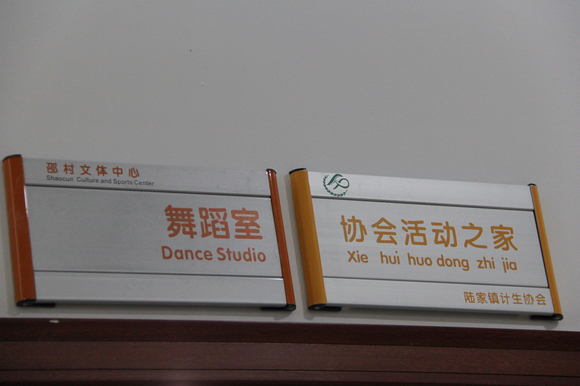 邵村文体中心
Shaocun Culture and Sports Center
舞蹈室
Dance Studio
协会活动之家
Xie hui huo dong zhi jia
陆家镇计生协会